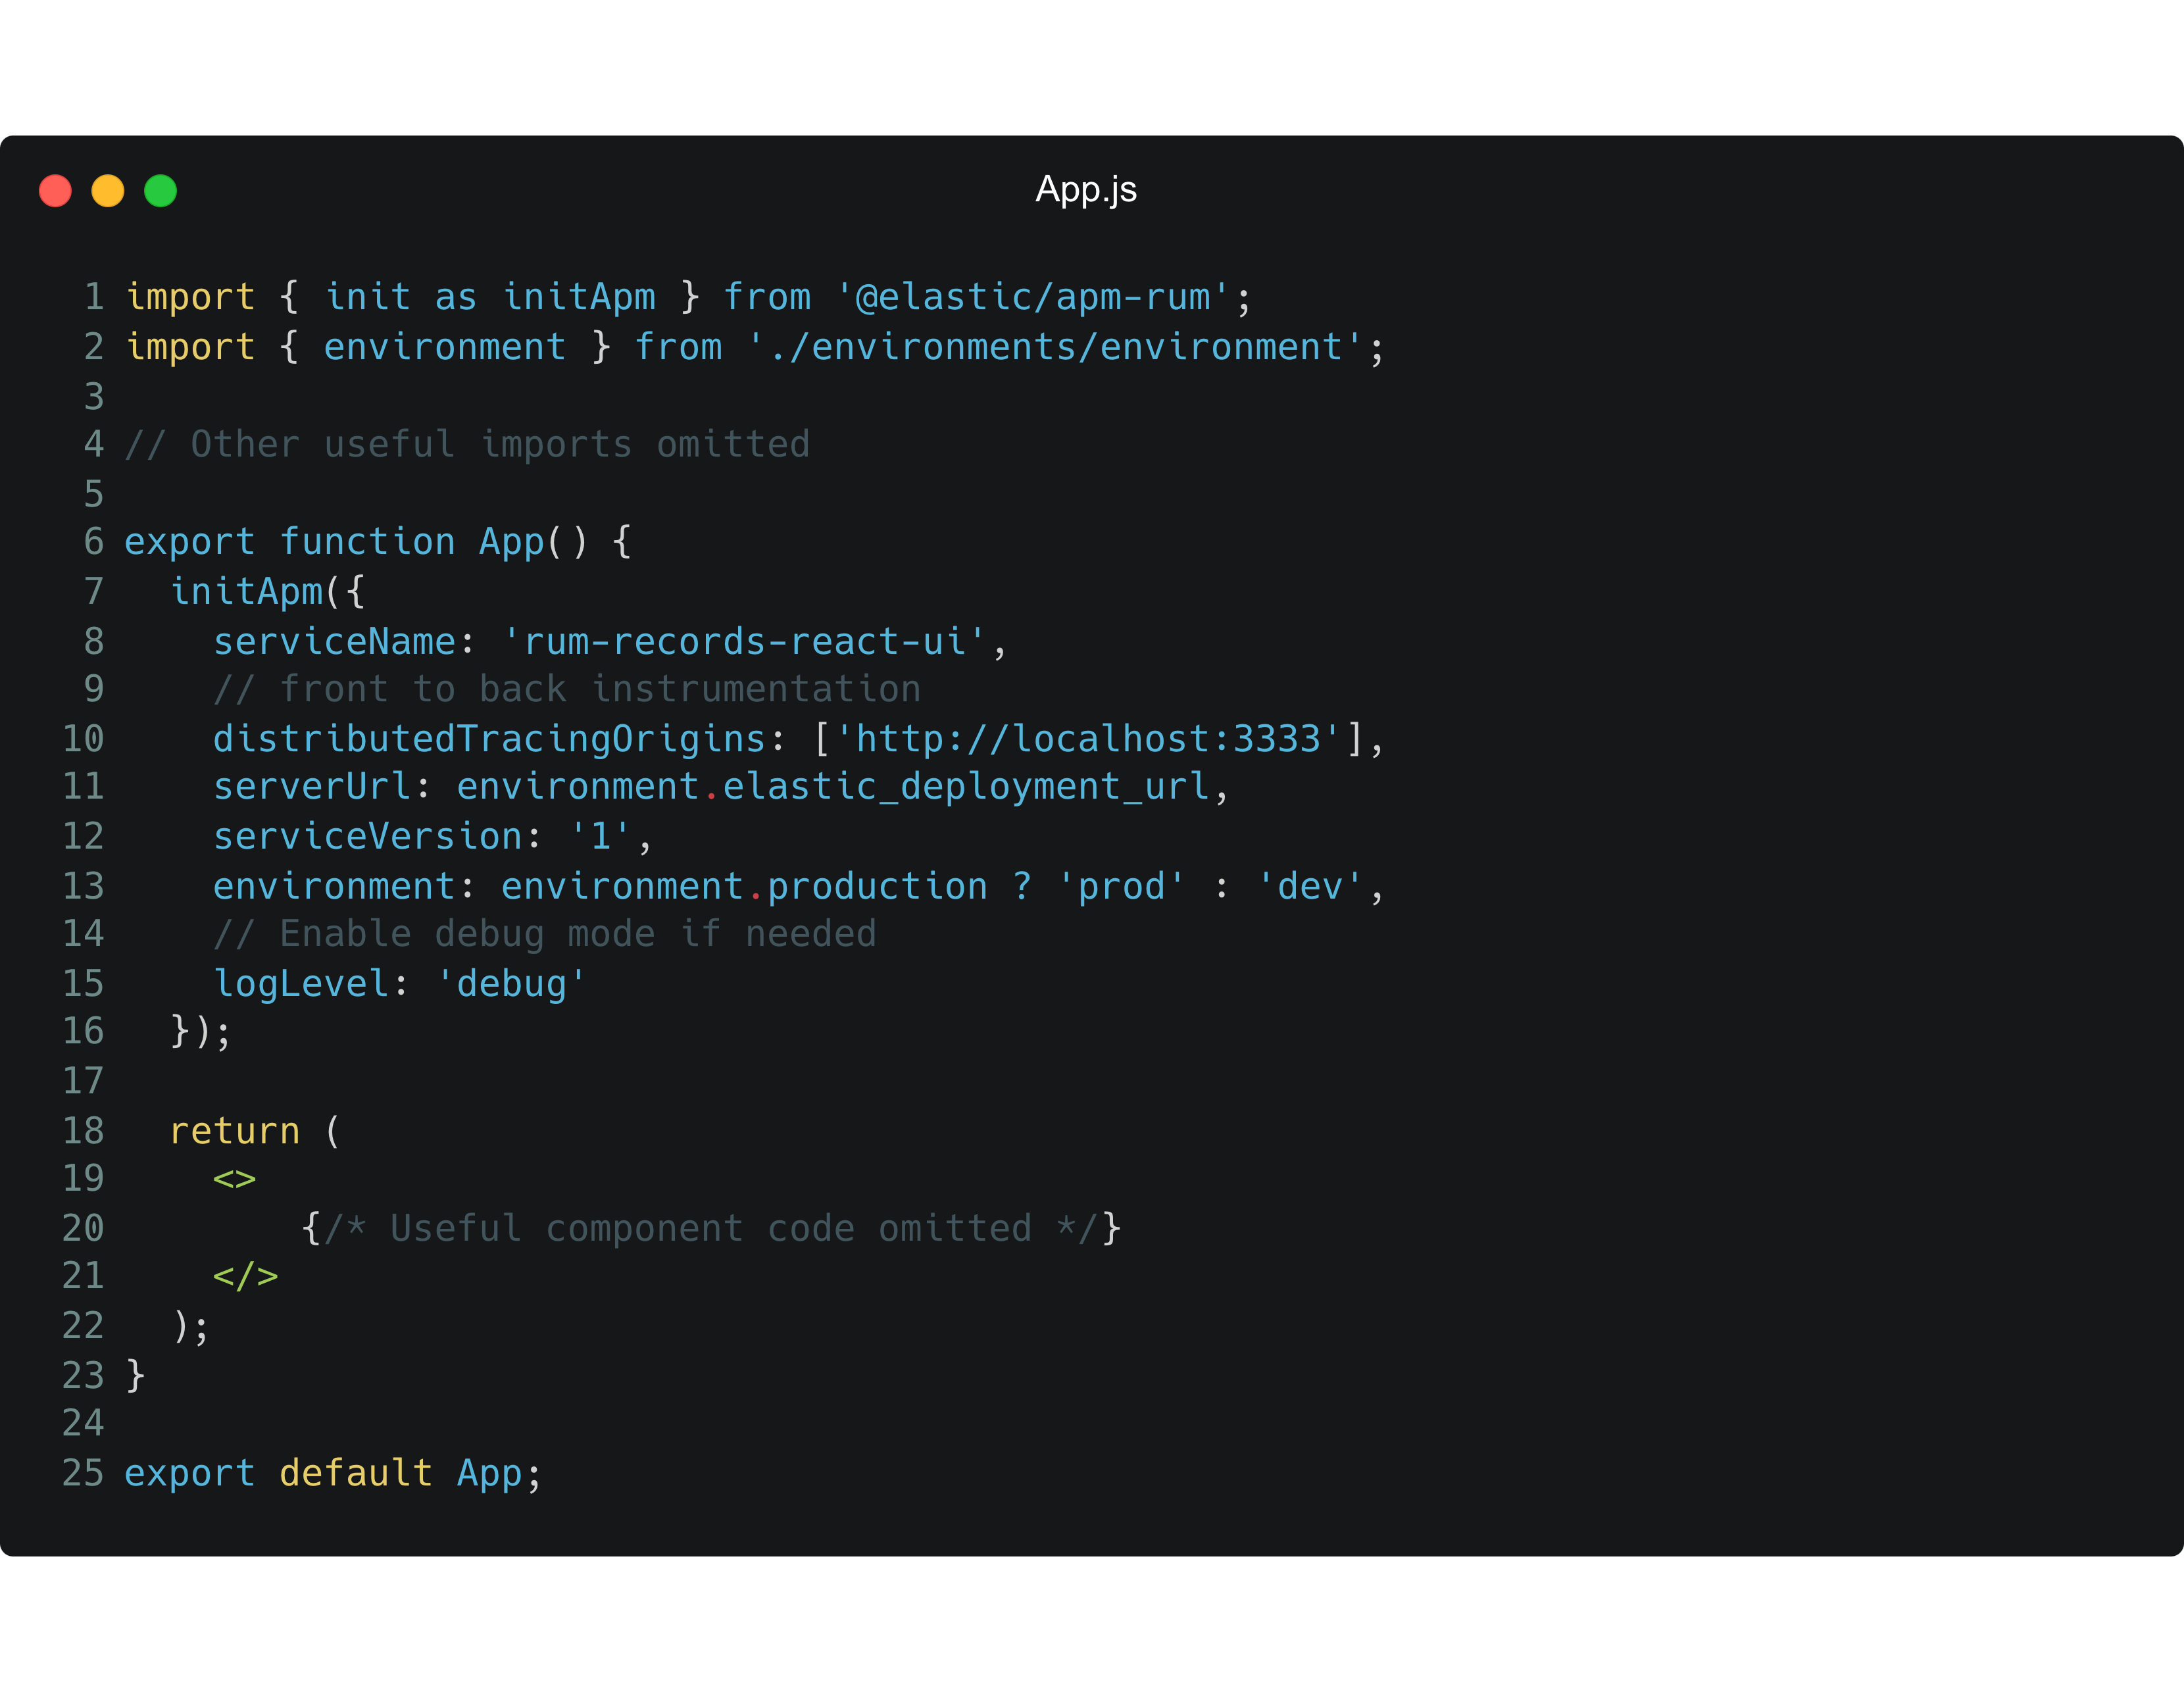 App.js
1 import { init as initApm } from '@elastic/apm-rum';
2 import { environment } from './environments/environment';
3
4 // Other useful imports omitted
5
6 export function App() {
7   initApm({
8     serviceName: 'rum-records-react-ui',
9     // front to back instrumentation
10     distributedTracingOrigins: ['http://localhost:3333'],
11     serverUrl: environment.elastic_deployment_url,
12     serviceVersion: '1',
13     environment: environment.production ? 'prod' : 'dev',
14     // Enable debug mode if needed
15     logLevel: 'debug'
16   });
17
18   return (
19     <>
20         {/* Useful component code omitted */}
21     </>
22   );
23 }
24
25 export default App;